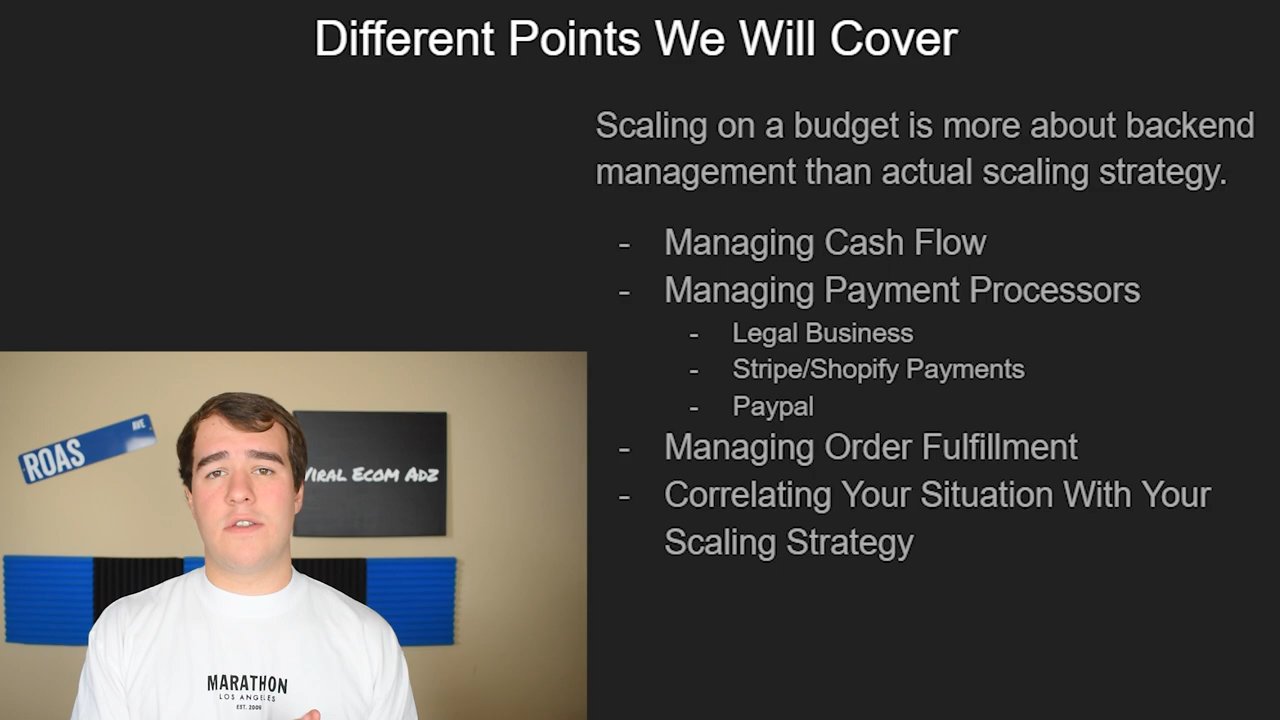 Different Points We Will Cover
Scaling on a budget is more about backend
management than actual scaling strategy.
- Managing Cash Flow
- Managing Payment Processors
- Legal Business
- Stripe/Shopify Payments
- Paypal
- Managing Order Fulfillment
- Correlating Your Situation With Your
Scaling Strategy
ROAS AVE
Viral Ecom Adz
MARATHON
LOS ANGELES
EST. 2009